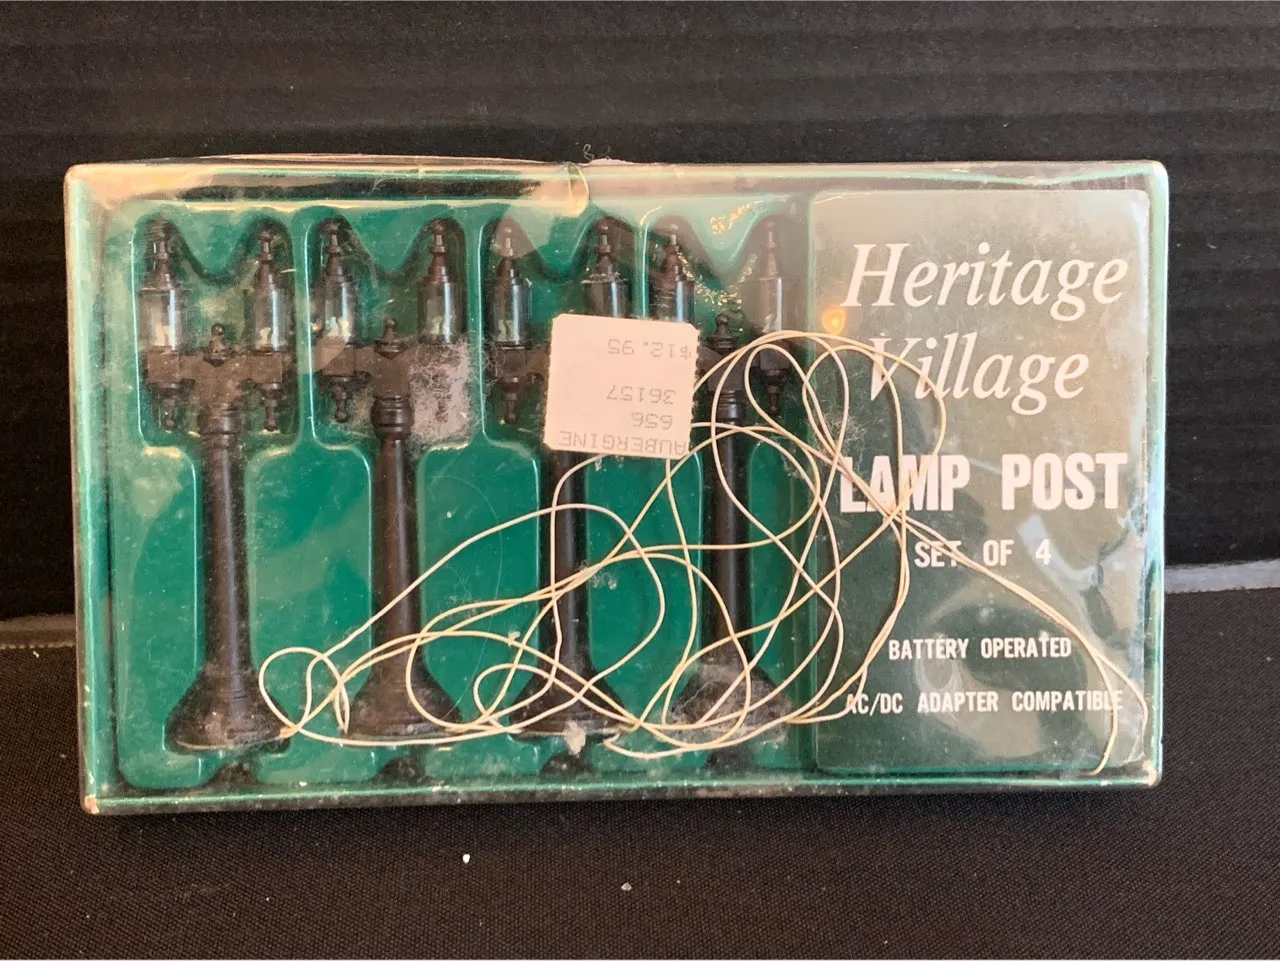 Heritage
Village
LAMP POST
SET OF 4
BATTERY OPERATED
AC/DC ADAPTER COMPATIBLE
AUBERGINE
656
36157
$12.95